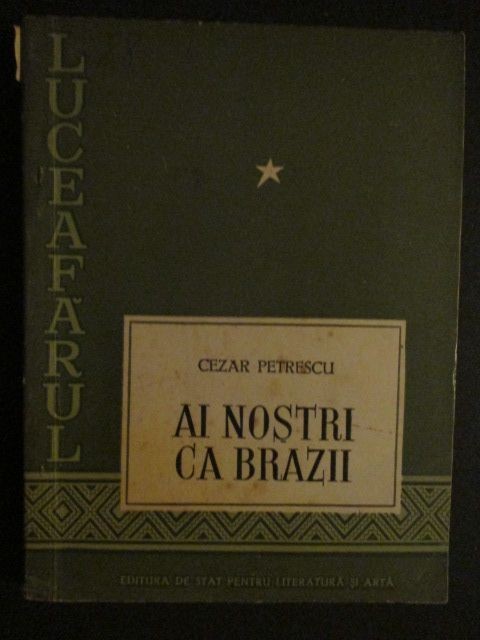 LUCEAFĂRUL
CEZAR PETRESCU
AI NOȘTRI
CA BRAZII
EDITURA DE STAT PENTRU LITERATURĂ ȘI ARTĂ